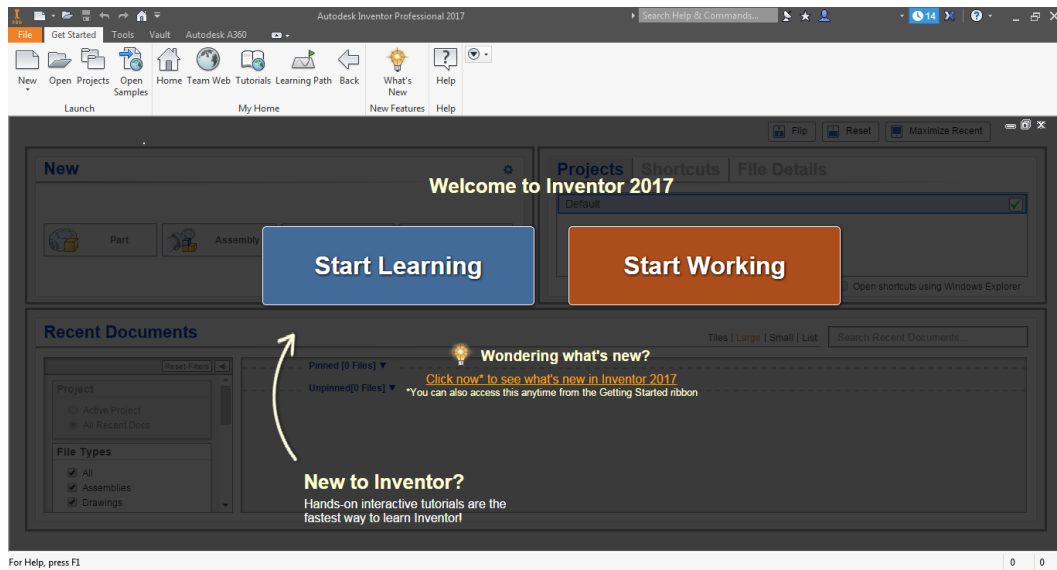 PRO
Autodesk Inventor Professional 2017
Search Help & Commands...
14
File Get Started Tools Vault Autodesk A360
New Open Projects Open Samples Home Team Web Tutorials Learning Path Back What's New Help
Launch My Home New Features Help
Flip Reset Maximize Recent
New
Projects Shortcuts File Details
Welcome to Inventor 2017
Default
Part Assembly
Start Learning Start Working
Open shortcuts using Windows Explorer
Recent Documents
Tiles | Large | Small | List Search Recent Documents...
Wondering what's new?
Reset Filters Pinned [0 Files]
Click now* to see what's new in Inventor 2017
Project Unpinned[0 Files]
*You can also access this anytime from the Getting Started ribbon
Active Project
All Recent Docs
File Types
All
Assemblies
Drawings
New to Inventor?
Hands-on interactive tutorials are the
fastest way to learn Inventor!
For Help, press F1 0 0